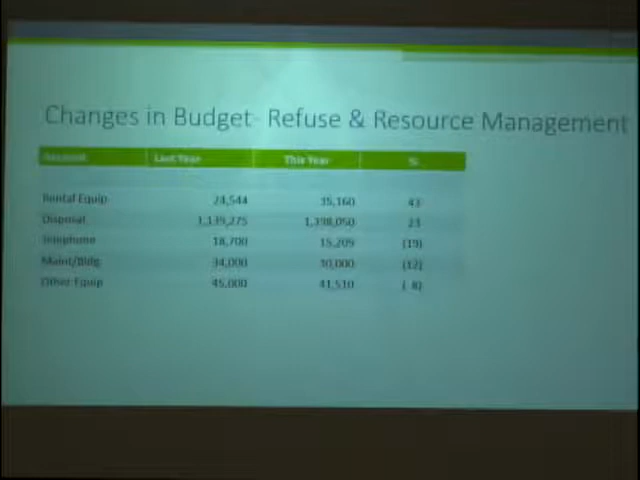 Changes in Budget- Refuse & Resource Management
Account Last Year This Year %
Rental Equip 24,544 35,160 43
Disposal 1,139,275 1,398,050 23
Telephone 18,700 15,209 (19)
Maint/Bldg 34,000 30,000 (12)
Other Equip 45,000 41,510 ( 8)